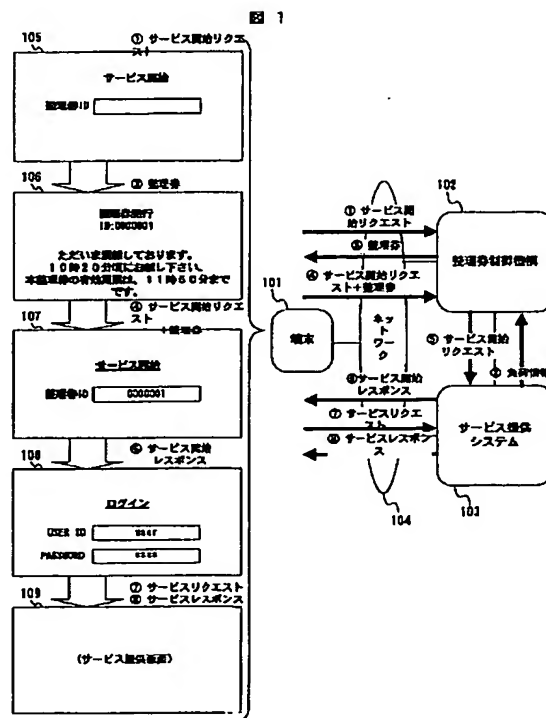 図 1
105
① サービス開始リクエ
スト
サービス開始
整理券ID
③ 整理券
106
整理券発行
ID:0000001
ただいま混雑しております。
10時20分頃にお越し下さい。
本整理券の有効期限は、11時50分まで
です。
④ サービス開始リクエ
スト
+整理券
107
サービス開始
整理券ID
0000001
⑥ サービス開始
レスポンス
108
ログイン
USER ID
user
PASSWORD
⑦ サービスリクエスト
⑧ サービスレスポンス
109
(サービス提供画面)
101
端末
ネットワーク
104
① サービス開
始リクエスト
③ 整理券
④ サービス開始リクエ
スト+整理券
102
整理券制御機構
⑤ サービス開始
リクエスト
② 負荷情報
⑥サービス開始
レスポンス
⑦ サービスリクエ
スト
⑧ サービスレスポン
ス
サービス提供
システム
103